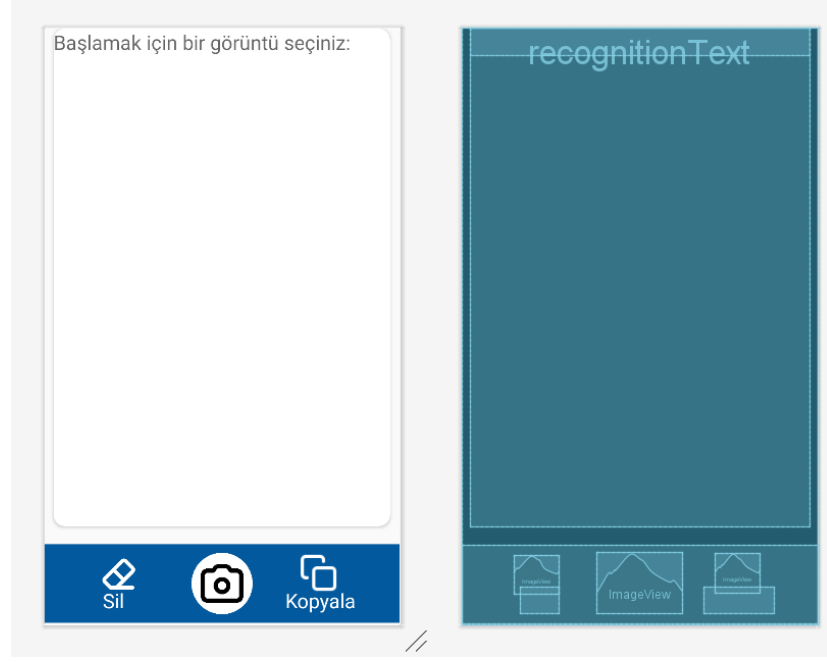 Başlamak için bir görüntü seçiniz:
Sil
Kopyala
recognitionText
ImageView
ImageView
ImageView